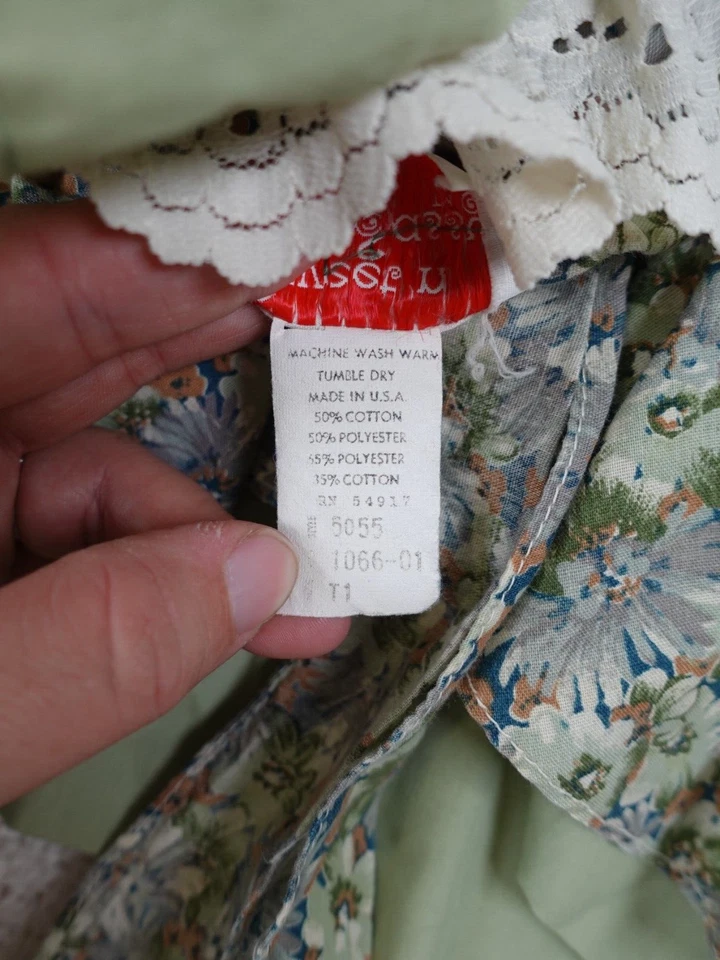 MACHINE WASH WARM
TUMBLE DRY
MADE IN U.S.A.
50% COTTON
50% POLYESTER
65% POLYESTER
35% COTTON
RN 54917
5055
1066-01
T1